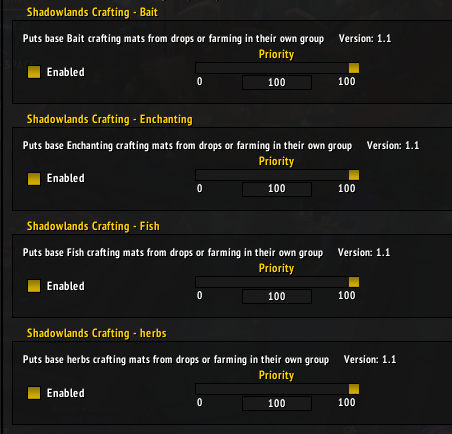 Shadowlands Crafting - Bait
Puts base Bait crafting mats from drops or farming in their own group Version: 1.1
Priority
Enabled
0 100 100
Shadowlands Crafting - Enchanting
Puts base Enchanting crafting mats from drops or farming in their own group Version: 1.1
Priority
Enabled
0 100 100
Shadowlands Crafting - Fish
Puts base Fish crafting mats from drops or farming in their own group Version: 1.1
Priority
Enabled
0 100 100
Shadowlands Crafting - herbs
Puts base herbs crafting mats from drops or farming in their own group Version: 1.1
Priority
Enabled
0 100 100